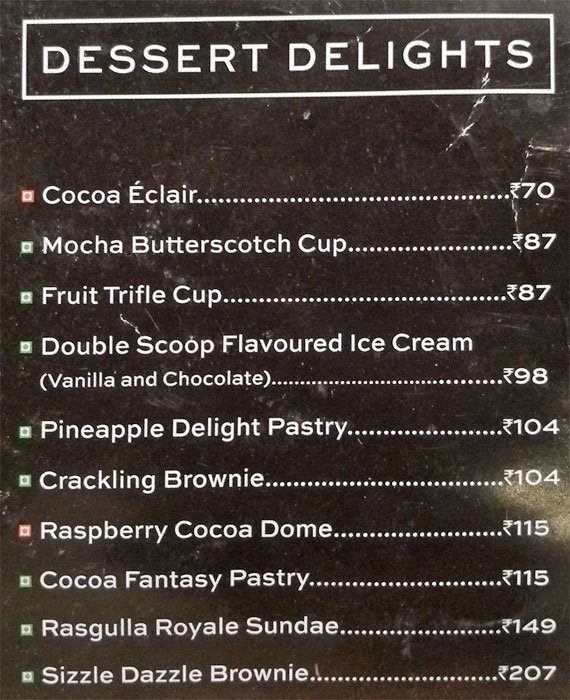 DESSERT DELIGHTS
Cocoa Éclair..........................................₹70
Mocha Butterscotch Cup......................₹87
Fruit Trifle Cup......................................₹87
Double Scoop Flavoured Ice Cream
(Vanilla and Chocolate)..................................₹98
Pineapple Delight Pastry.....................₹104
Crackling Brownie................................₹104
Raspberry Cocoa Dome.......................₹115
Cocoa Fantasy Pastry..........................₹115
Rasgulla Royale Sundae......................₹149
Sizzle Dazzle Brownie..........................₹207